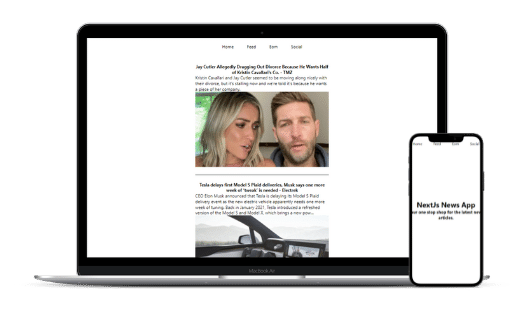 Home Feed Earn Social
Jay Cutler Allegedly Dragging Out Divorce Because He Wants Half
of Kristin Cavallari's Co. - TMZ
Kristin Cavallari and Jay Cutler seemed to be moving along nicely with
their divorce, but it's stalling now and we're told it's because he wants
a piece of her company.
Tesla delays first Model S Plaid deliveries, Musk says one more
week of 'tweak' is needed - Electrek
CEO Elon Musk announced that Tesla is delaying its Model S Plaid
delivery event as the new electric vehicle apparently needs one more
week of tuning. Back in January 2021, Tesla introduced a refreshed
version of the Model S and Model X, which brings a new pow...
MacBook Air
Home Feed Earn Social
NextUs News App
one stop shop for the latest
articles.